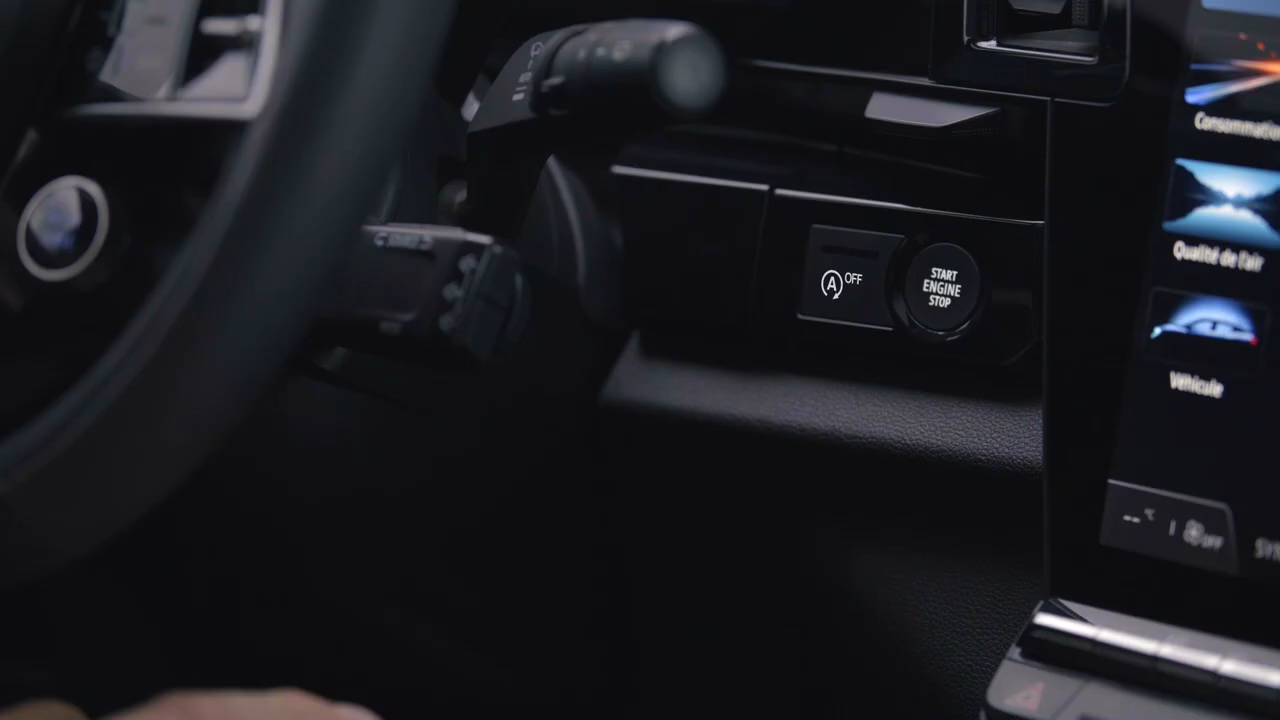 Consommation
Qualité de l'air
A OFF
START
ENGINE
STOP
Véhicule
-- °C
OFF